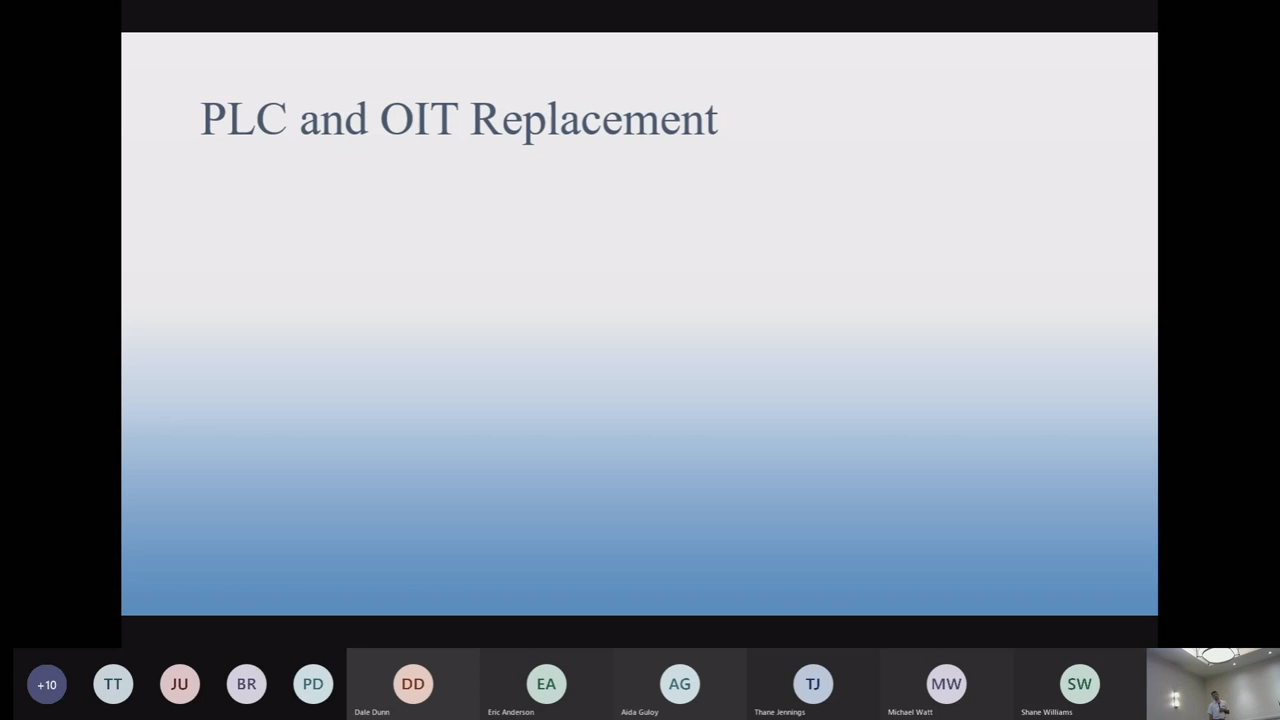 PLC and OIT Replacement
+10
TT
JU
BR
PD
DD
EA
AG
TJ
MW
SW
Dale Dunn
Eric Anderson
Aida Guloy
Thane Jennings
Michael Watt
Shane Williams